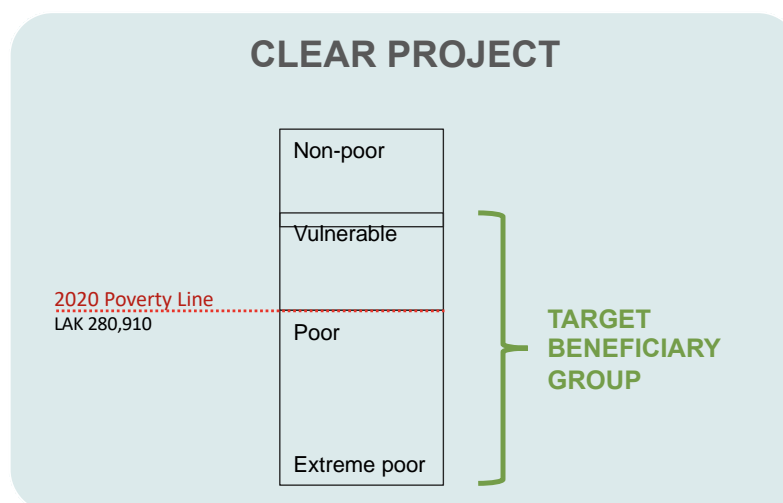 CLEAR PROJECT
Non-poor
Vulnerable
2020 Poverty Line
LAK 280,910
Poor
TARGET
BENEFICIARY
GROUP
Extreme poor